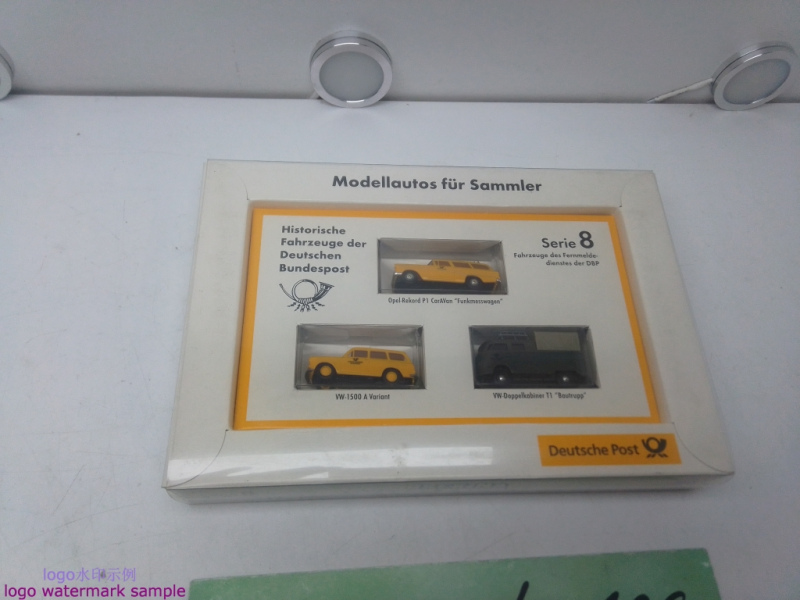 Modellautos für Sammler
Historische
Fahrzeuge der
Deutschen
Bundespost
Serie 8
Fahrzeuge des Fernmelde-
dienstes der DBP
Opel-Rekord P1 CarAVan "Funkmesswagen"
VW-1500 A Variant
VW-Doppelkabiner T1 "Bautrupp"
Deutsche Post
logo水印示例
logo watermark sample